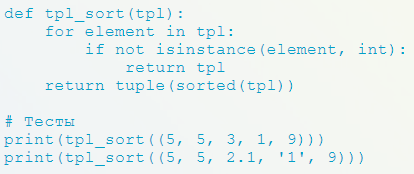 def tpl_sort(tpl):
    for element in tpl:
        if not isinstance(element, int):
            return tpl
    return tuple(sorted(tpl))

# Тесты
print(tpl_sort((5, 5, 3, 1, 9)))
print(tpl_sort((5, 5, 2.1, '1', 9)))